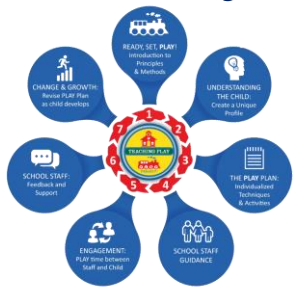 READY, SET, PLAY!
Introduction to
Principles
& Methods
UNDERSTANDING
THE CHILD:
Create a Unique
Profile
THE PLAY PLAN:
Individualized
Techniques
& Activities
SCHOOL STAFF
GUIDANCE
ENGAGEMENT:
PLAY time between
Staff and Child
SCHOOL STAFF:
Feedback and
Support
CHANGE & GROWTH:
Revise PLAY Plan
as child develops
1
2
3
4
5
6
7
TEACHING PLAY